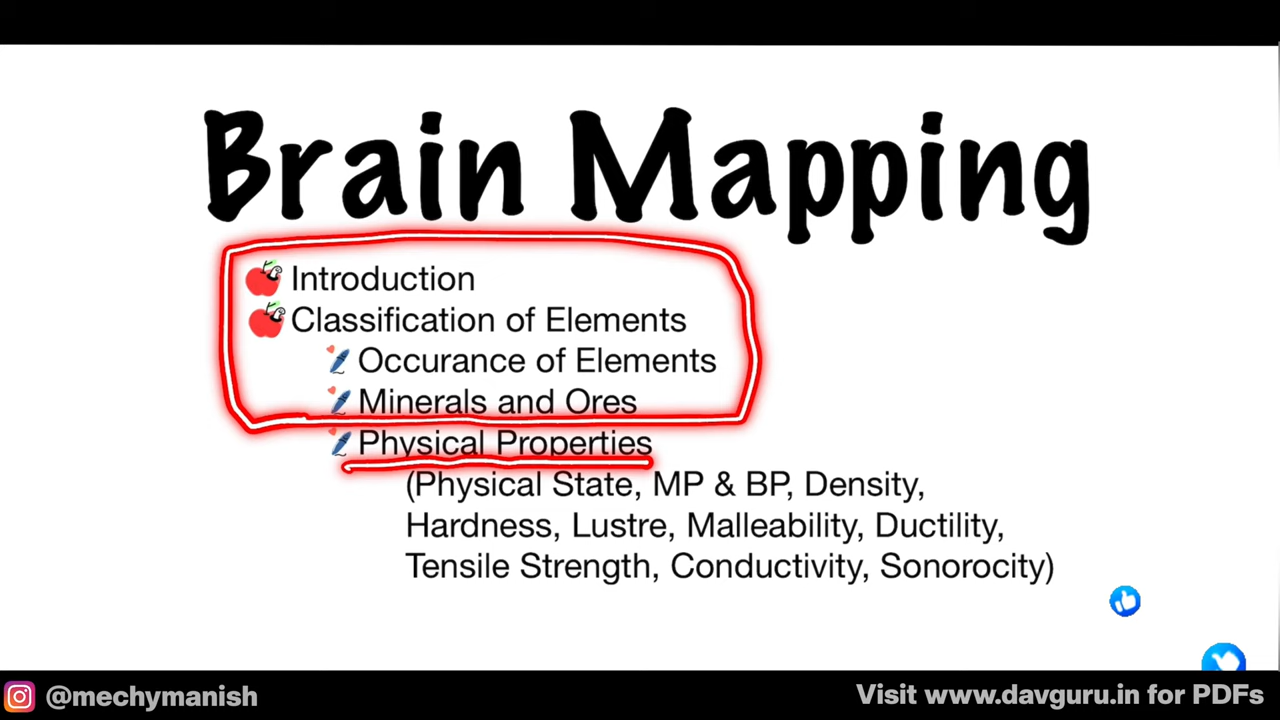 Brain Mapping
Introduction
Classification of Elements
Occurance of Elements
Minerals and Ores
Physical Properties
(Physical State, MP & BP, Density,
Hardness, Lustre, Malleability, Ductility,
Tensile Strength, Conductivity, Sonorocity)
@mechymanish
Visit www.davguru.in for PDFs